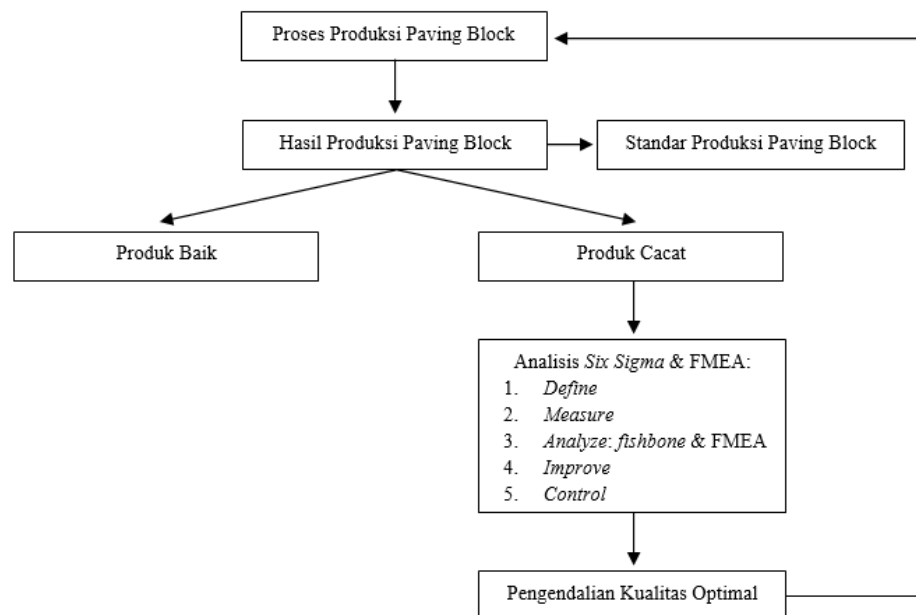 Proses Produksi Paving Block
Hasil Produksi Paving Block
Standar Produksi Paving Block
Produk Baik
Produk Cacat
Analisis Six Sigma & FMEA:
1. Define
2. Measure
3. Analyze: fishbone & FMEA
4. Improve
5. Control
Pengendalian Kualitas Optimal